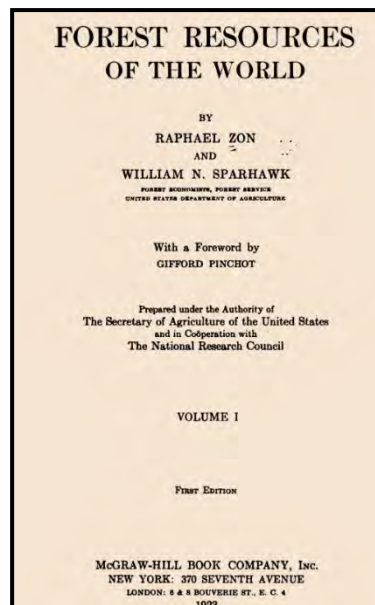 FOREST RESOURCES
OF THE WORLD
BY
RAPHAEL ZON
AND
WILLIAM N. SPARHAWK
FOREST ECONOMISTS, FOREST SERVICE
UNITED STATES DEPARTMENT OF AGRICULTURE
With a Foreword by
GIFFORD PINCHOT
Prepared under the Authority of
The Secretary of Agriculture of the United States
and in Coöperation with
The National Research Council
VOLUME I
FIRST EDITION
McGRAW-HILL BOOK COMPANY, INC.
NEW YORK: 370 SEVENTH AVENUE
LONDON: 6 & 8 BOUVERIE ST., E. C. 4